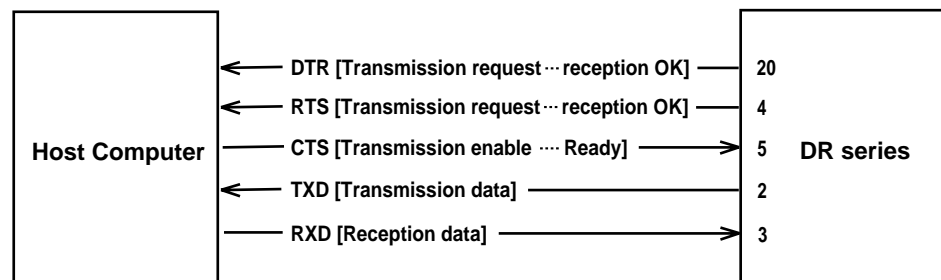 DTR [Transmission request ··· reception OK] 20
RTS [Transmission request ··· reception OK] 4
Host Computer CTS [Transmission enable ···· Ready] 5 DR series
TXD [Transmission data] 2
RXD [Reception data] 3